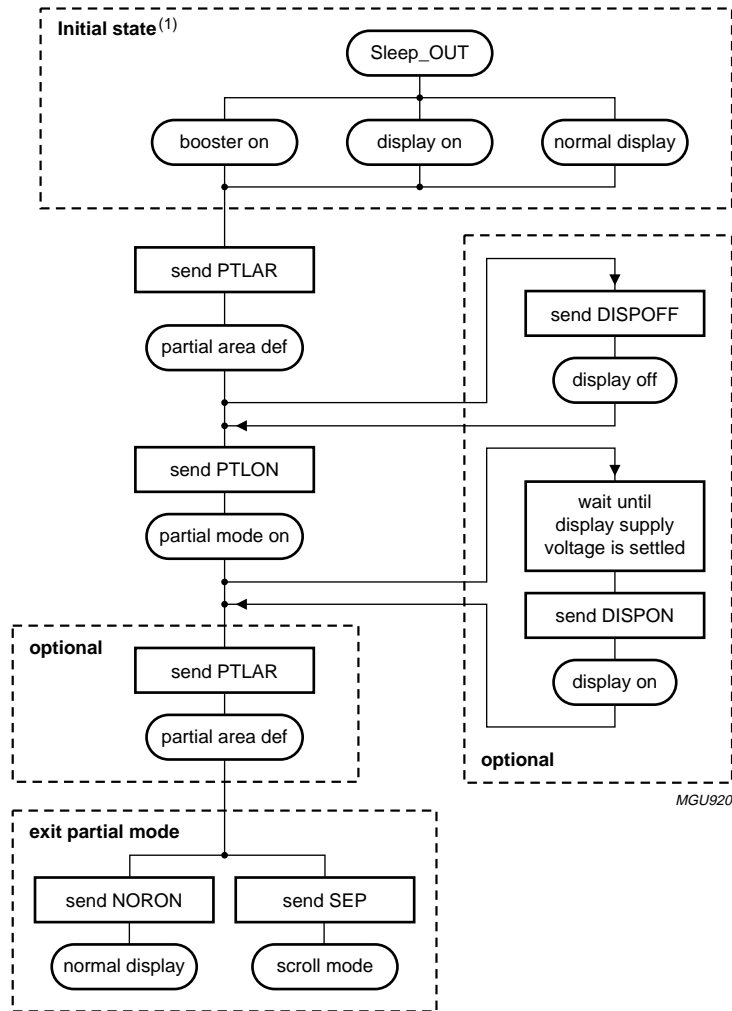 Initial state(1)
Sleep_OUT
booster on
display on
normal display
send PTLAR
partial area def
send DISPOFF
display off
send PTLON
partial mode on
wait until
display supply
voltage is settled
send DISPON
display on
optional
optional
send PTLAR
partial area def
MGU920
exit partial mode
send NORON
send SEP
normal display
scroll mode